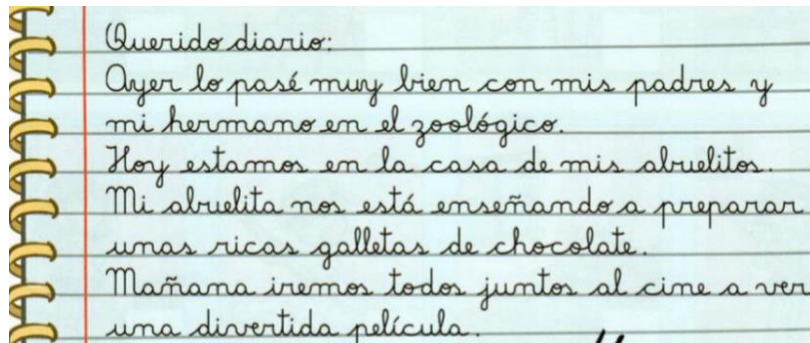 Querido diario:
Ayer lo pasé muy bien con mis padres y
mi hermano en el zoológico.
Hoy estamos en la casa de mis abuelitos.
Mi abuelita nos está enseñando a preparar
unas ricas galletas de chocolate.
Mañana iremos todos juntos al cine a ver
una divertida película.